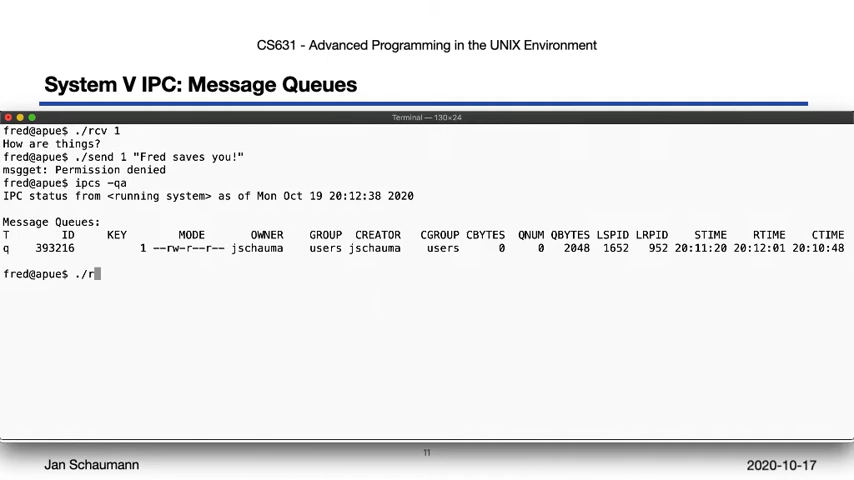 CS631 - Advanced Programming in the UNIX Environment
System V IPC: Message Queues
Terminal — 130×24
fred@apue$ ./rcv 1
How are things?
fred@apue$ ./send 1 "Fred saves you!"
msgget: Permission denied
fred@apue$ ipcs -qa
IPC status from <running system> as of Mon Oct 19 20:12:38 2020
Message Queues:
T ID KEY MODE OWNER GROUP CREATOR CGROUP CBYTES QNUM QBYTES LSPID LRPID STIME RTIME CTIME
q 393216 1 --rw-r--r-- jschauma users jschauma users 0 0 2048 1652 952 20:11:20 20:12:01 20:10:48
fred@apue$ ./r
11
Jan Schaumann
2020-10-17